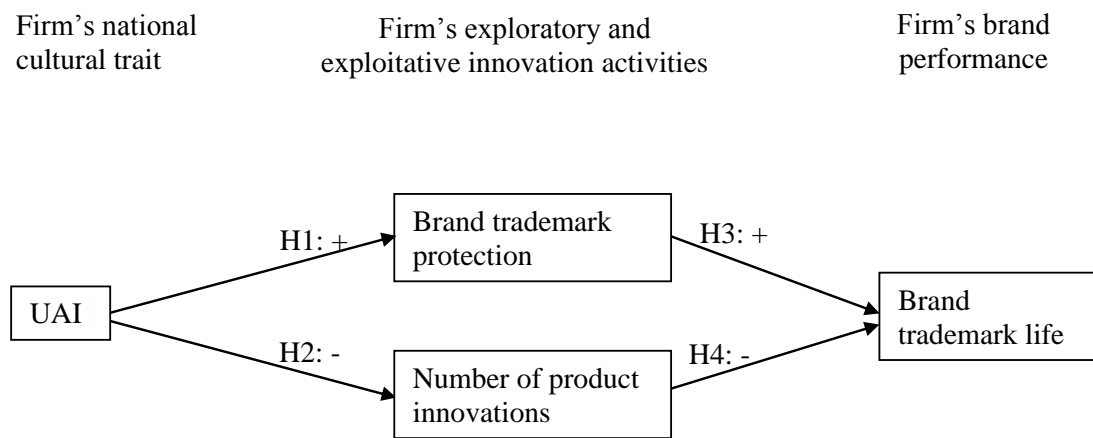 Firm's national
cultural trait
Firm's exploratory and
exploitative innovation activities
Firm's brand
performance
Brand trademark
protection
H1: +
H3: +
UAI
Brand
trademark life
H2: -
H4: -
Number of product
innovations